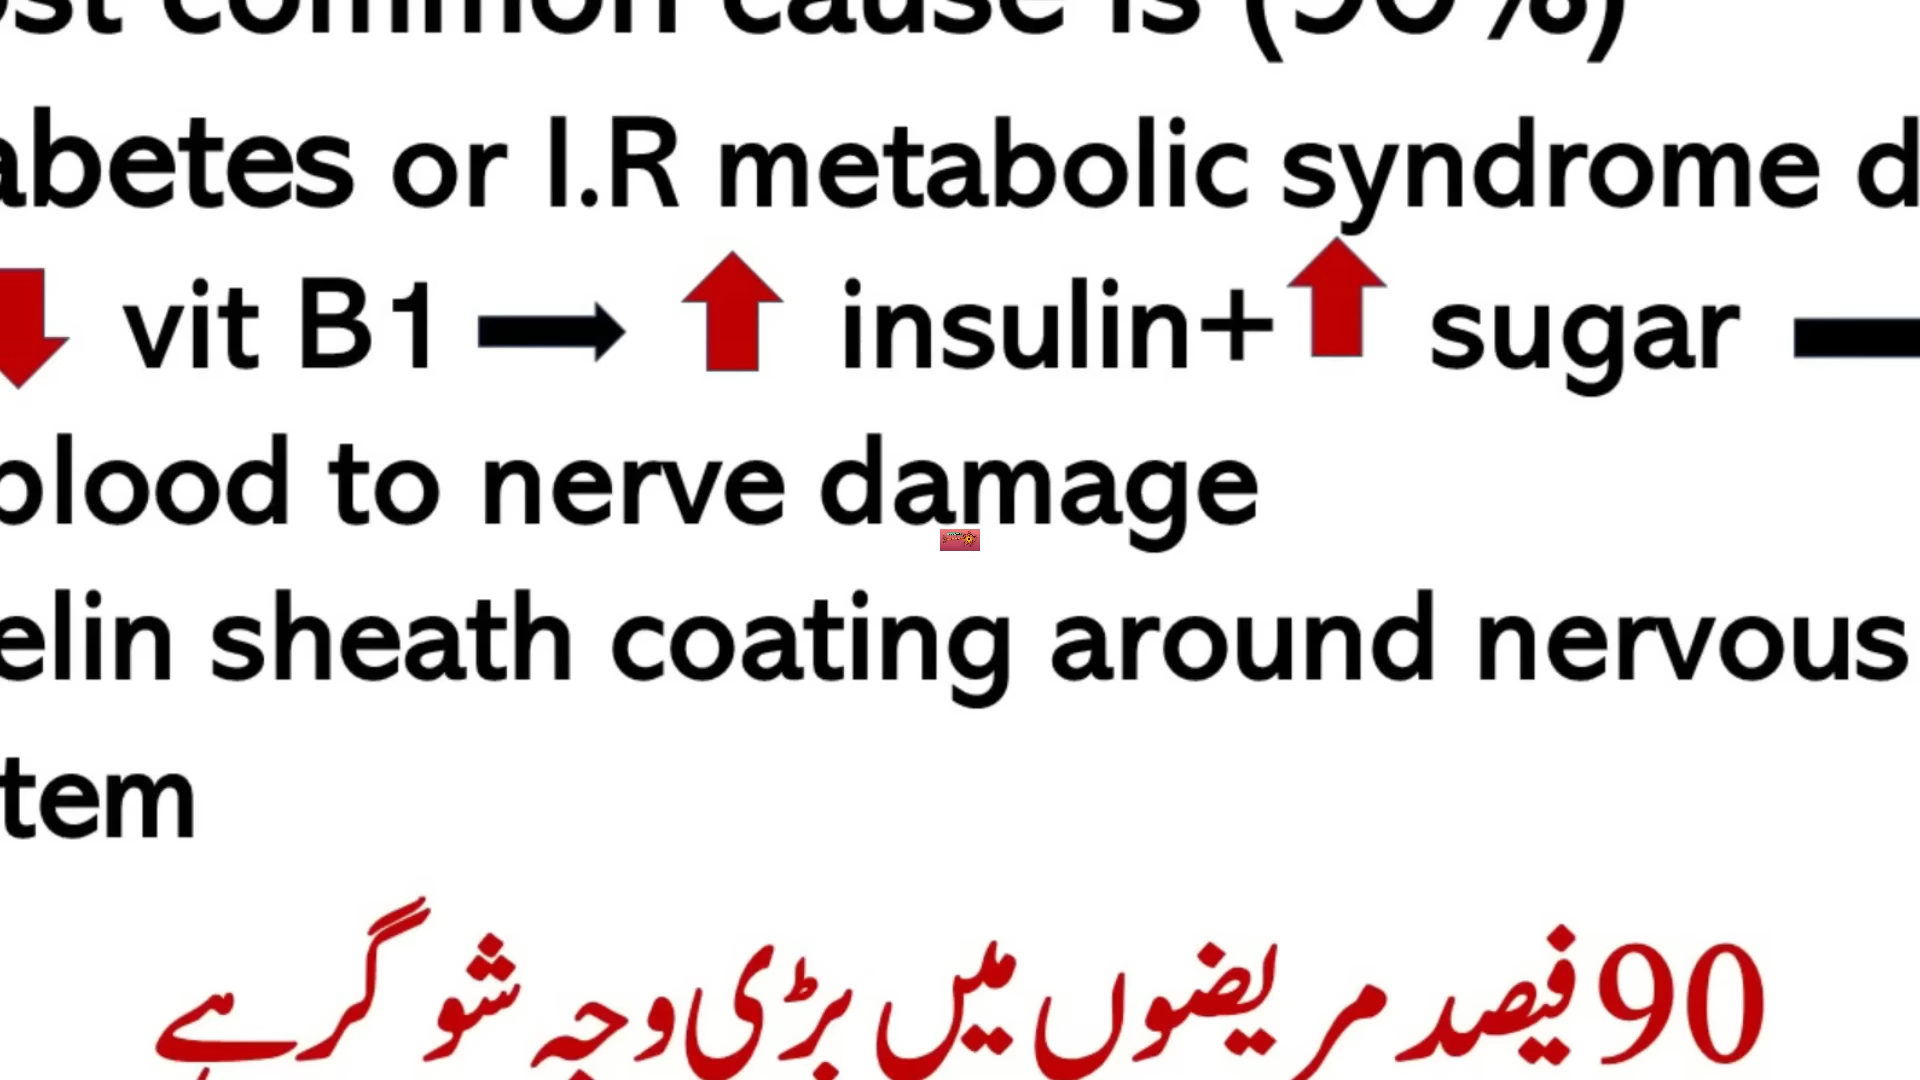 ost common cause is (90%)
abetes or I.R metabolic syndrome d
vit B1 insulin+ sugar
blood to nerve damage
elin sheath coating around nervous
tem
90 فیصد مریضوں میں بڑی وجہ شوگر ہے